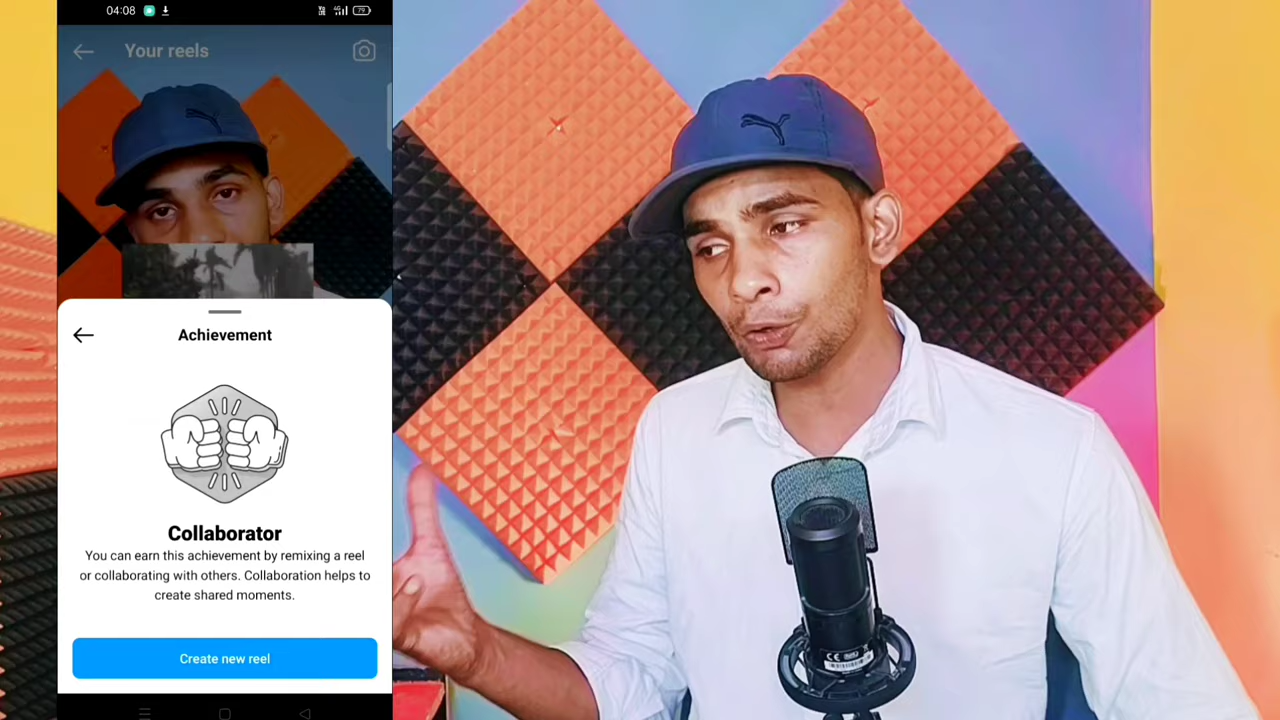 04:08
79
Your reels
Achievement
Collaborator
You can earn this achievement by remixing a reel
or collaborating with others. Collaboration helps to
create shared moments.
Create new reel